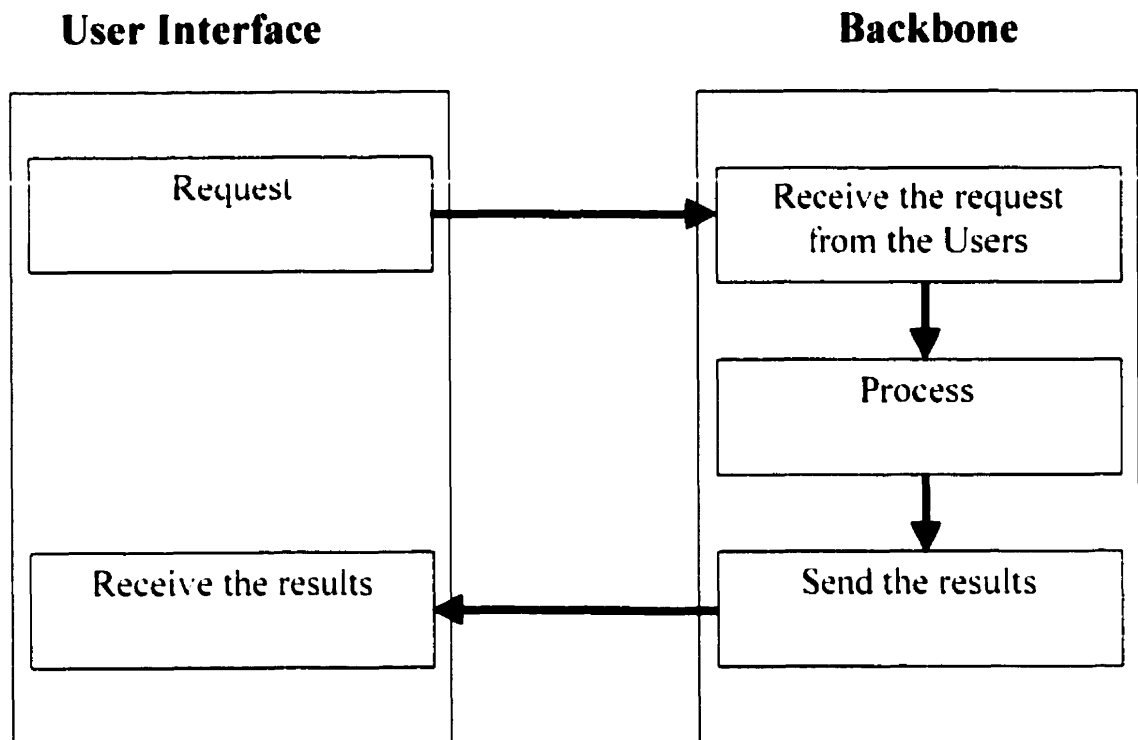 User Interface
Backbone
Request
Receive the request
from the Users
Process
Receive the results
Send the results